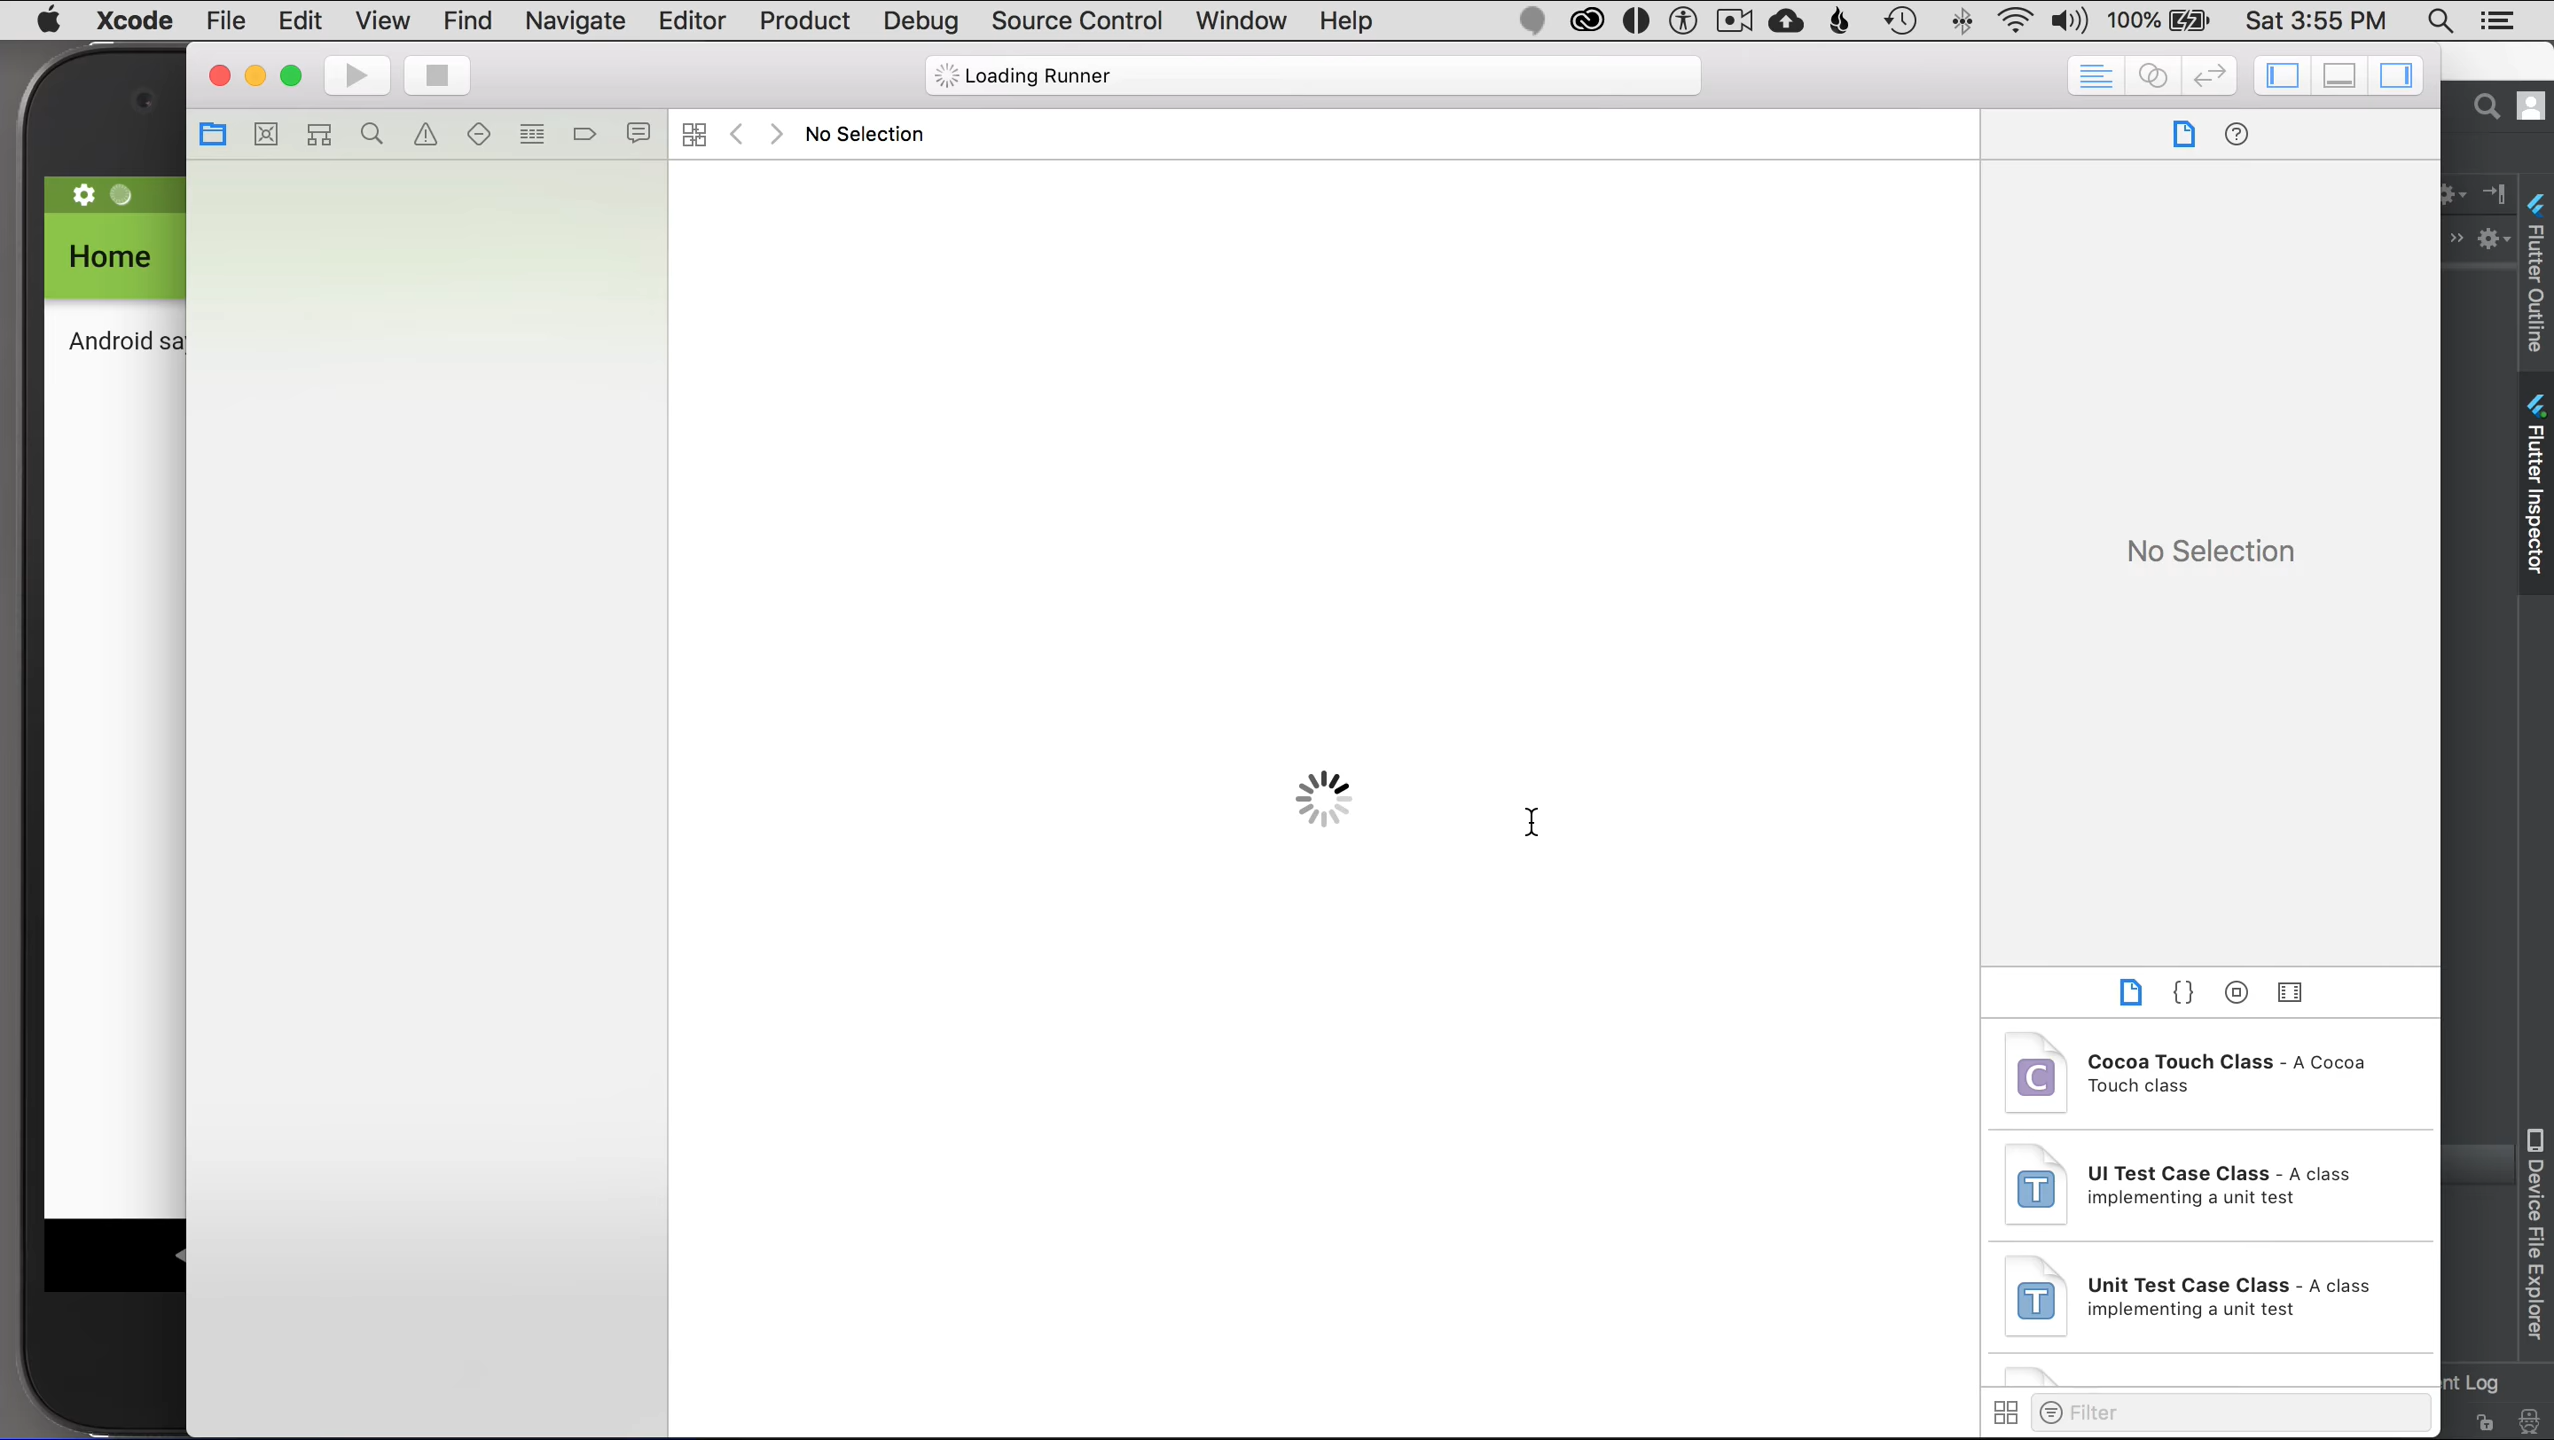 Xcode File Edit View Find Navigate Editor Product Debug Source Control Window Help 100% Sat 3:55 PM
Loading Runner
No Selection
Home
Android
No Selection
Flutter Outline
Flutter Inspector
Cocoa Touch Class - A Cocoa
Touch class
UI Test Case Class - A class
implementing a unit test
Unit Test Case Class - A class
implementing a unit test
Device File Explorer
Log
Filter